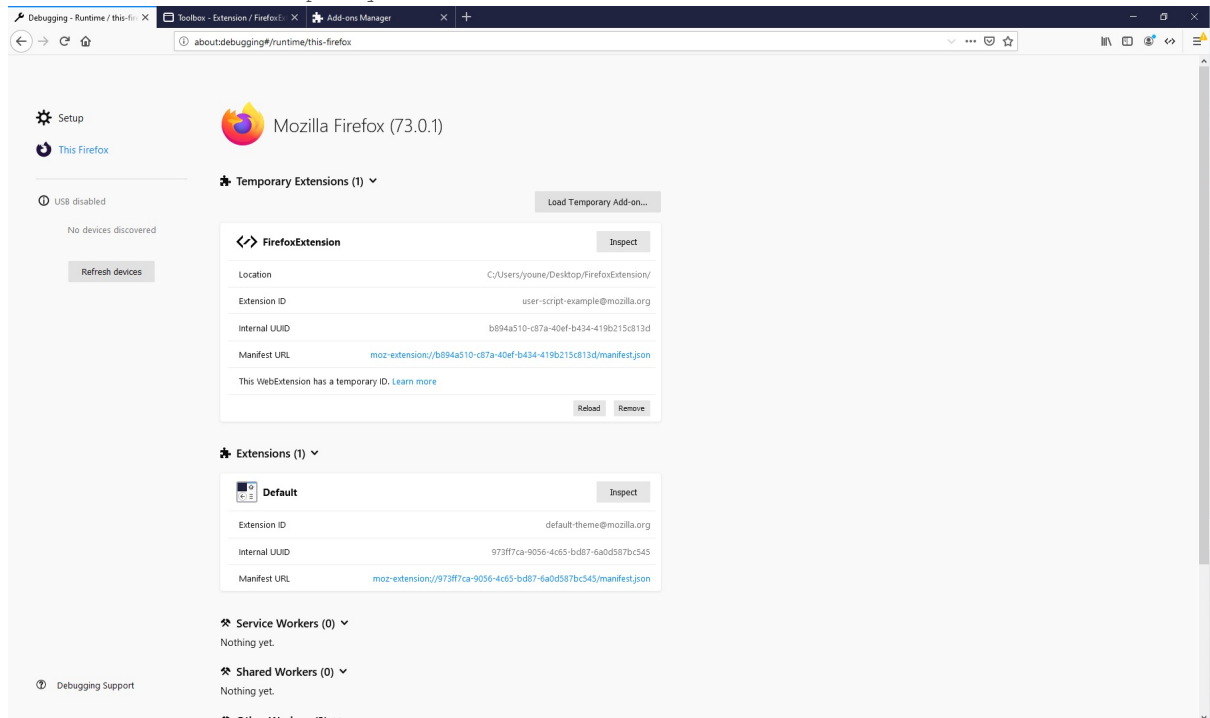 Debugging - Runtime / this-fir
Toolbox - Extension / FirefoxEx
Add-ons Manager
about:debugging#/runtime/this-firefox
Setup
This Firefox
USB disabled
No devices discovered
Refresh devices
Mozilla Firefox (73.0.1)
Temporary Extensions (1)
Load Temporary Add-on...
FirefoxExtension
Inspect
Location C:/Users/youne/Desktop/FirefoxExtension/
Extension ID user-script-example@mozilla.org
Internal UUID b894a510-c87a-40ef-b434-419b215c813d
Manifest URL moz-extension://b894a510-c87a-40ef-b434-419b215c813d/manifest.json
This WebExtension has a temporary ID. Learn more
Reload Remove
Extensions (1)
Default
Inspect
Extension ID default-theme@mozilla.org
Internal UUID 973ff7ca-9056-4c65-bd87-6a0d587bc545
Manifest URL moz-extension://973ff7ca-9056-4c65-bd87-6a0d587bc545/manifest.json
Service Workers (0)
Nothing yet.
Shared Workers (0)
Nothing yet.
Debugging Support